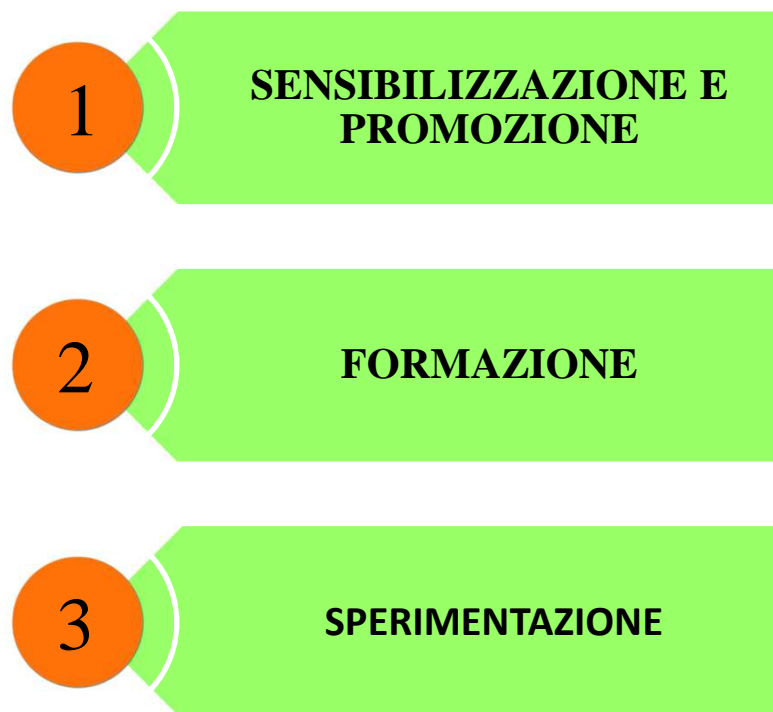 1
SENSIBILIZZAZIONE E
PROMOZIONE
2
FORMAZIONE
3
SPERIMENTAZIONE